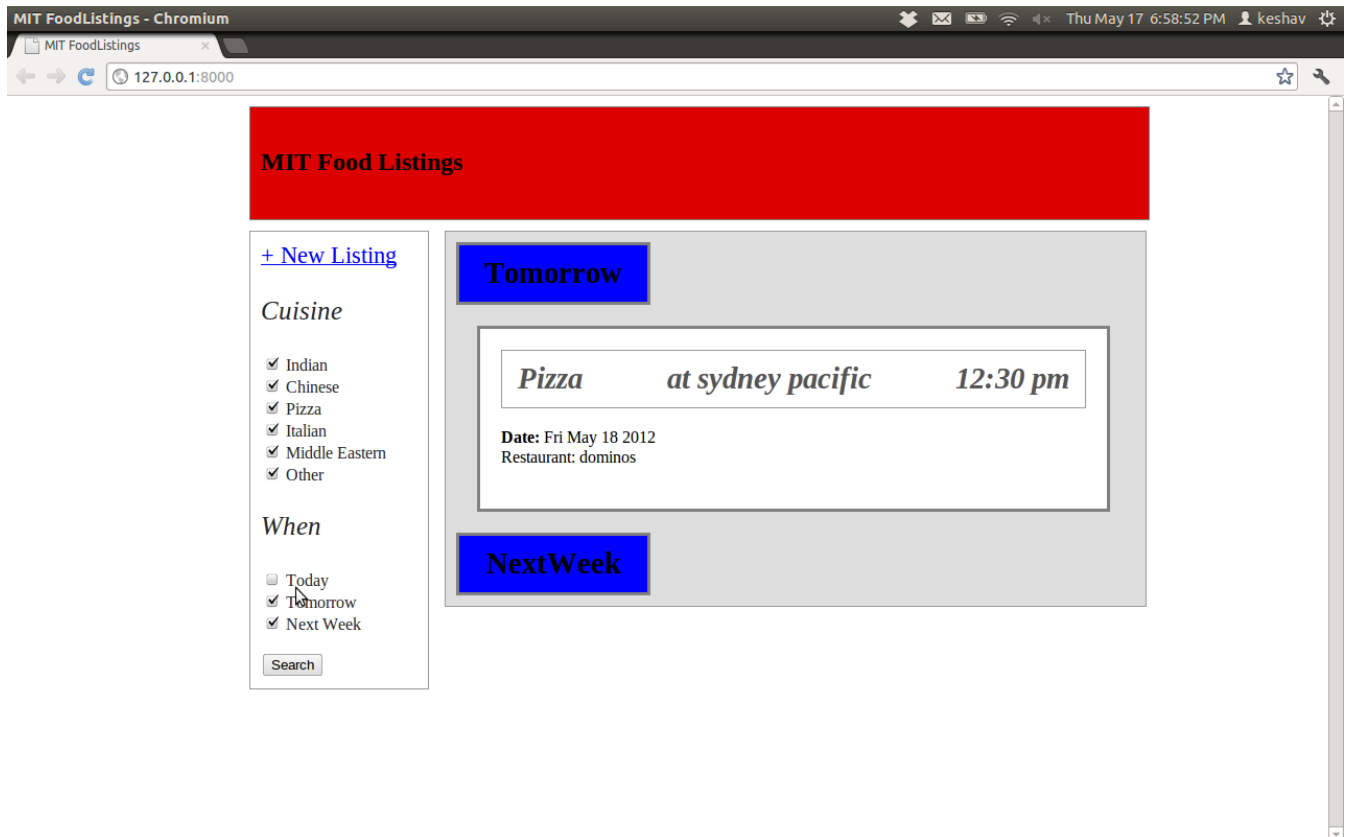 MIT FoodListings - Chromium
Thu May 17 6:58:52 PM keshav
MIT FoodListings
127.0.0.1:8000
MIT Food Listings
+ New Listing
Cuisine
Indian
Chinese
Pizza
Italian
Middle Eastern
Other
When
Today
Tomorrow
Next Week
Search
Tomorrow
Pizza at sydney pacific 12:30 pm
Date: Fri May 18 2012
Restaurant: dominos
NextWeek